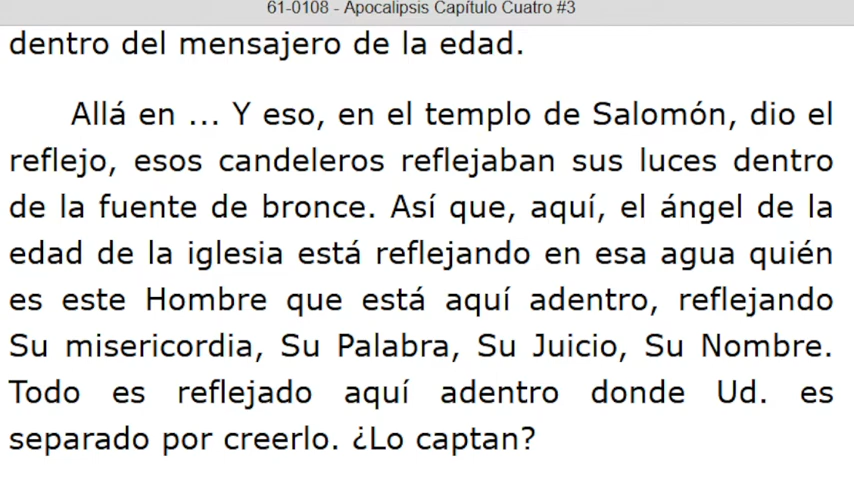 61-0108 - Apocalipsis Capítulo Cuatro #3
dentro del mensajero de la edad.
Allá en ... Y eso, en el templo de Salomón, dio el
reflejo, esos candeleros reflejaban sus luces dentro
de la fuente de bronce. Así que, aquí, el ángel de la
edad de la iglesia está reflejando en esa agua quién
es este Hombre que está aquí adentro, reflejando
Su misericordia, Su Palabra, Su Juicio, Su Nombre.
Todo es reflejado aquí adentro donde Ud. es
separado por creerlo. ¿Lo captan?